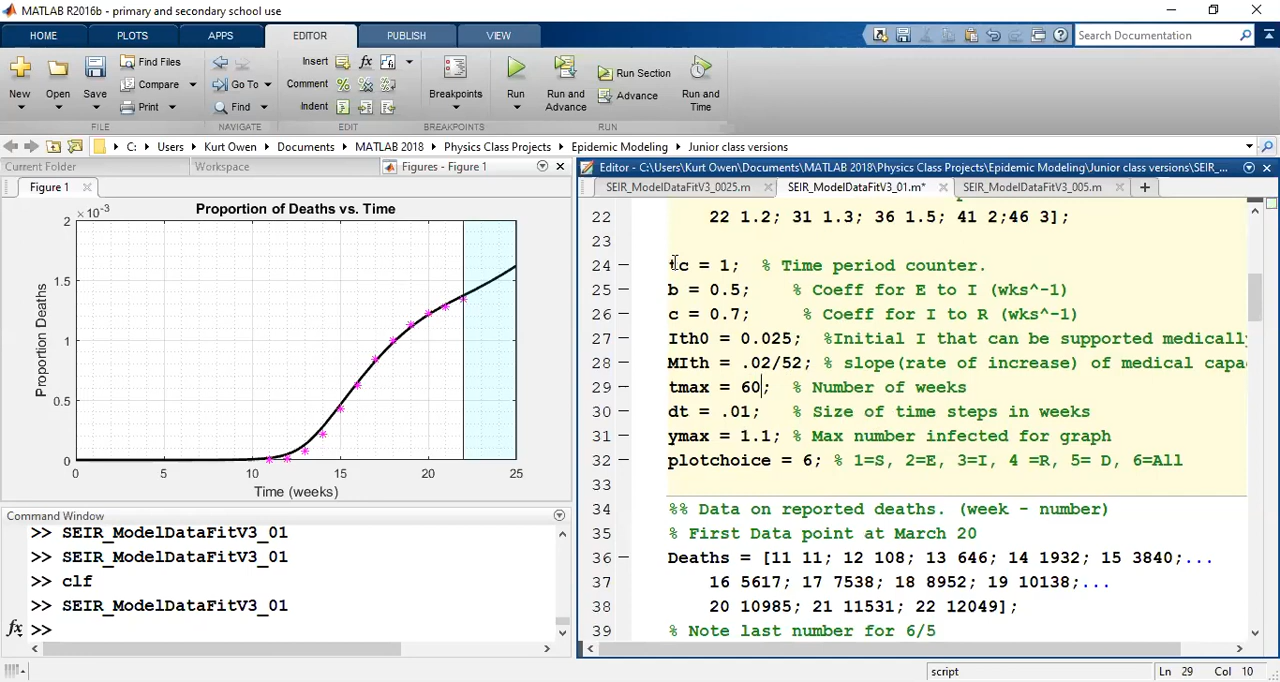 MATLAB R2016b - primary and secondary school use
HOME PLOTS APPS EDITOR PUBLISH VIEW Search Documentation
New Open Save Find Files Compare Print Go To Find Insert fx Comment Indent Breakpoints Run Run and Advance Run Section Advance Run and Time
FILE NAVIGATE EDIT BREAKPOINTS RUN
C: Users Kurt Owen Documents MATLAB 2018 Physics Class Projects Epidemic Modeling Junior class versions
Current Folder Workspace Figures - Figure 1
Editor - C:\Users\Kurt Owen\Documents\MATLAB 2018\Physics Class Projects\Epidemic Modeling\Junior class versions\SEIR_...
Figure 1
SEIR_ModelDataFitV3_0025.m SEIR_ModelDataFitV3_01.m* SEIR_ModelDataFitV3_005.m
Proportion of Deaths vs. Time
×10^-3
2
1.5
1
0.5
0
Proportion Deaths
0 5 10 15 20 25
Time (weeks)
Command Window
>> SEIR_ModelDataFitV3_01
>> SEIR_ModelDataFitV3_01
>> clf
>> SEIR_ModelDataFitV3_01
fx >>
22 22 1.2; 31 1.3; 36 1.5; 41 2;46 3];
23
24 tc = 1; % Time period counter.
25 b = 0.5; % Coeff for E to I (wks^-1)
26 c = 0.7; % Coeff for I to R (wks^-1)
27 Ith0 = 0.025; %Initial I that can be supported medically
28 MIth = .02/52; % slope(rate of increase) of medical capa
29 tmax = 60; % Number of weeks
30 dt = .01; % Size of time steps in weeks
31 ymax = 1.1; % Max number infected for graph
32 plotchoice = 6; % 1=S, 2=E, 3=I, 4 =R, 5= D, 6=All
33
34 %% Data on reported deaths. (week - number)
35 % First Data point at March 20
36 Deaths = [11 11; 12 108; 13 646; 14 1932; 15 3840;...
37 16 5617; 17 7538; 18 8952; 19 10138;...
38 20 10985; 21 11531; 22 12049];
39 % Note last number for 6/5
script Ln 29 Col 10